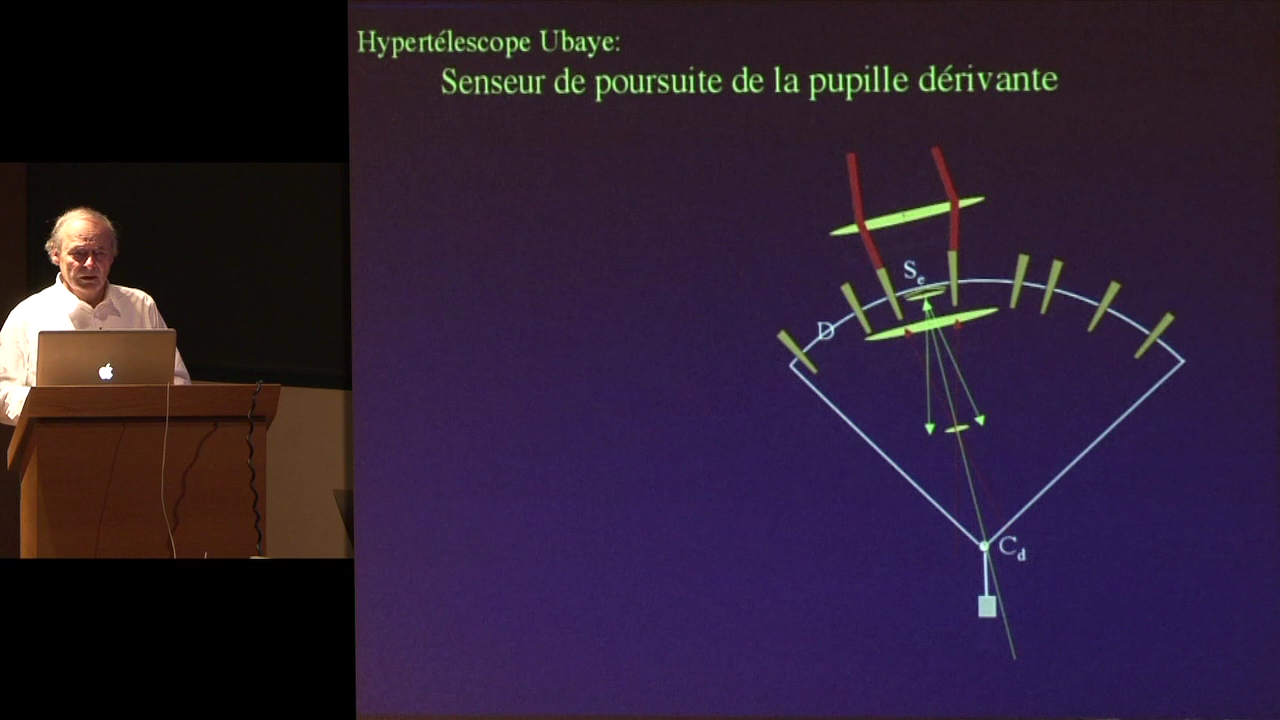 Hypertélescope Ubaye:
Senseur de poursuite de la pupille dérivante
Se
D
Cd